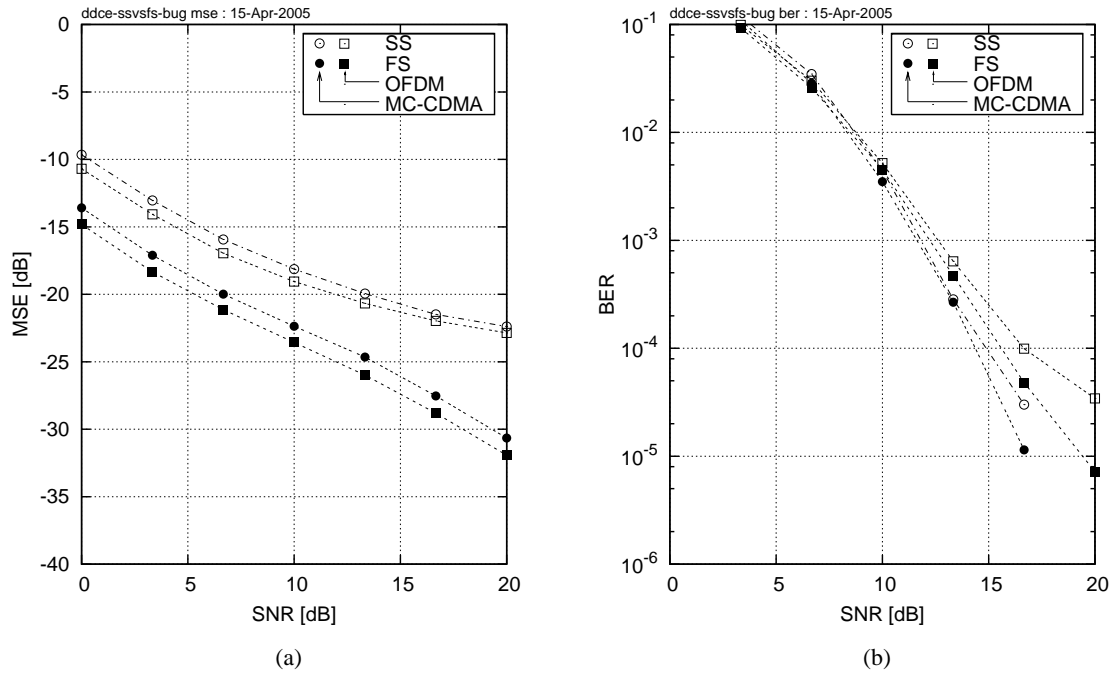 ddce-ssvsfs-bug mse : 15-Apr-2005
0
-5
-10
-15
-20
-25
-30
-35
-40
MSE [dB]
0 5 10 15 20
SNR [dB]
SS
FS
OFDM
MC-CDMA
(a)
ddce-ssvsfs-bug ber : 15-Apr-2005
10-1
10-2
10-3
10-4
10-5
10-6
BER
0 5 10 15 20
SNR [dB]
SS
FS
OFDM
MC-CDMA
(b)